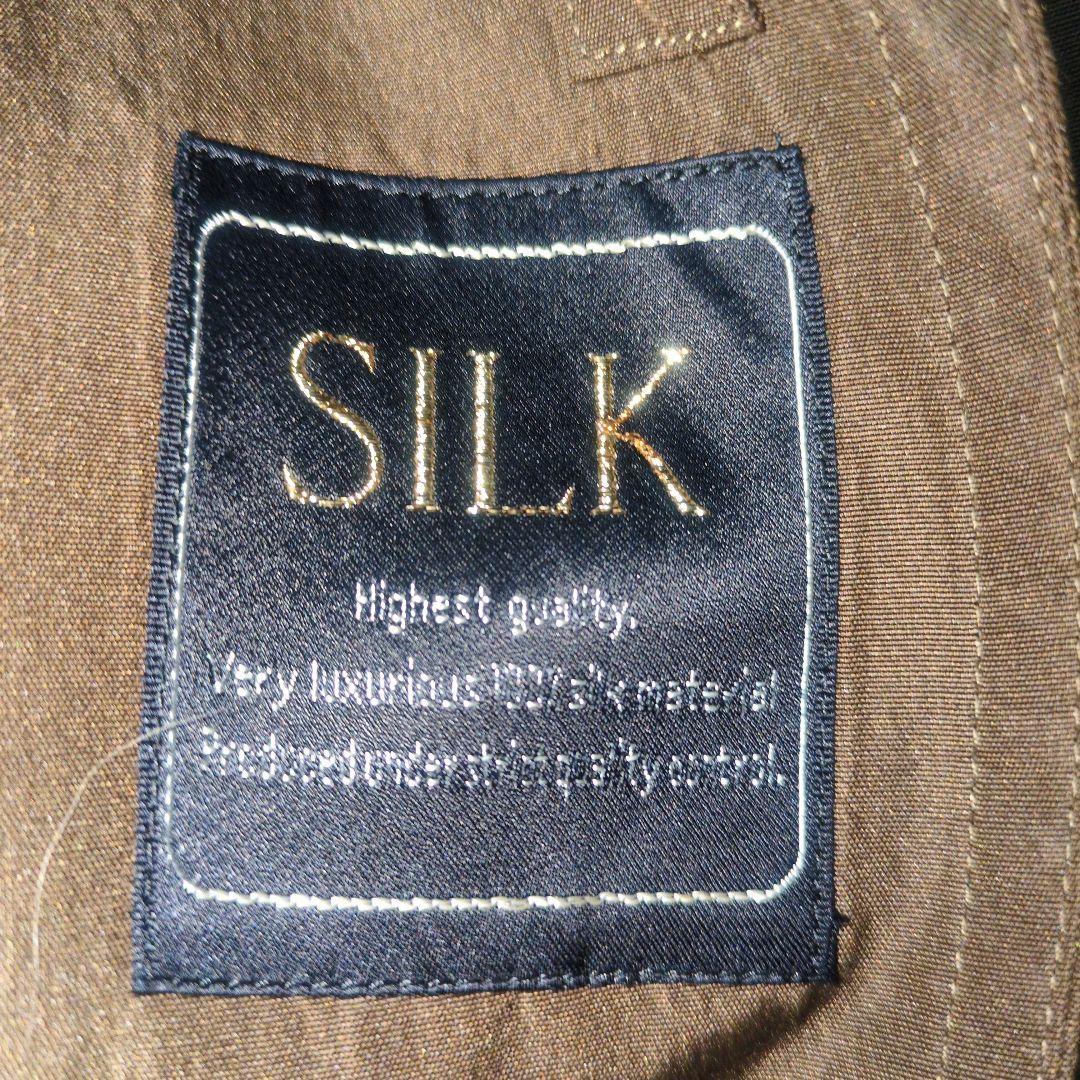 SILK
Highest quality.
Very luxurious 100% silk material
Produced under strict quality control.